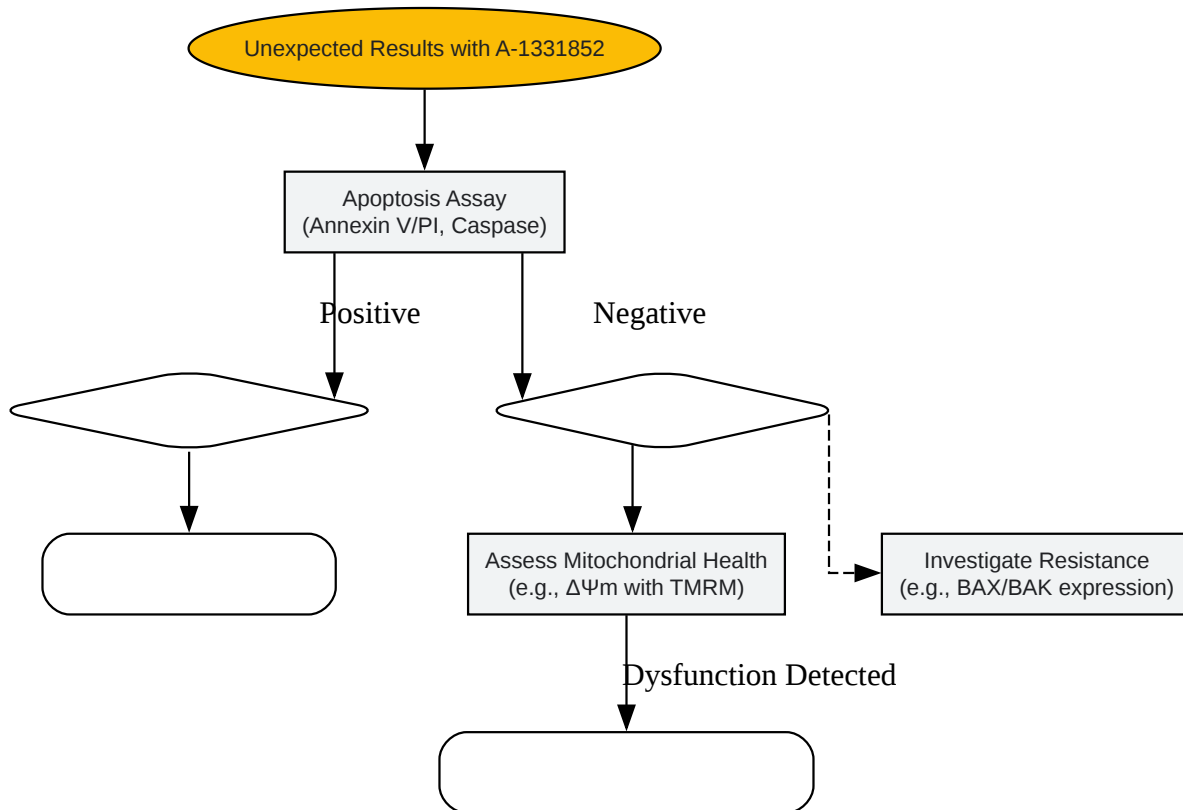 Unexpected Results with A-1331852
Apoptosis Assay
(Annexin V/PI, Caspase)
Positive
Negative
Assess Mitochondrial Health
(e.g., ΔΨm with TMRM)
Investigate Resistance
(e.g., BAX/BAK expression)
Dysfunction Detected